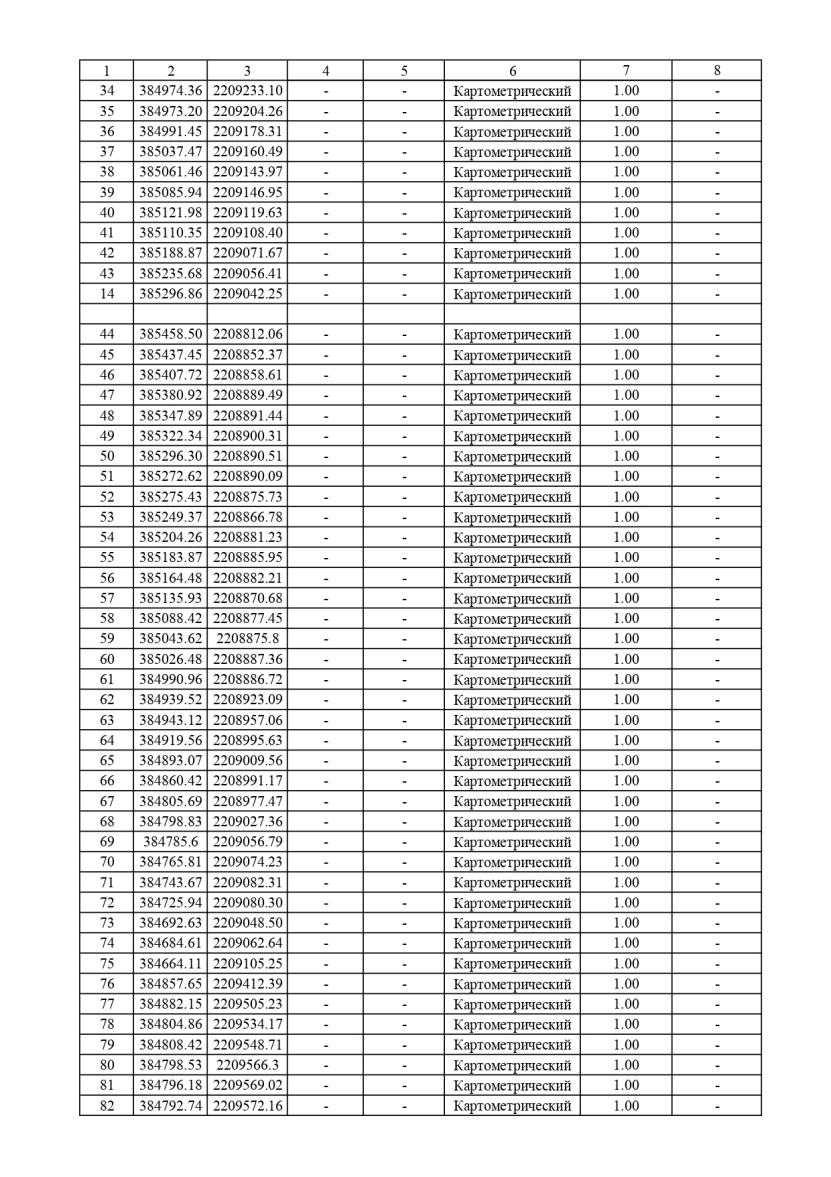 1 2 3 4 5 6 7 8
34 384974.36 2209233.10 - - Картометрический 1.00 -
35 384973.20 2209204.26 - - Картометрический 1.00 -
36 384991.45 2209178.31 - - Картометрический 1.00 -
37 385037.47 2209160.49 - - Картометрический 1.00 -
38 385061.46 2209143.97 - - Картометрический 1.00 -
39 385085.94 2209146.95 - - Картометрический 1.00 -
40 385121.98 2209119.63 - - Картометрический 1.00 -
41 385110.35 2209108.40 - - Картометрический 1.00 -
42 385188.87 2209071.67 - - Картометрический 1.00 -
43 385235.68 2209056.41 - - Картометрический 1.00 -
14 385296.86 2209042.25 - - Картометрический 1.00 -
44 385458.50 2208812.06 - - Картометрический 1.00 -
45 385437.45 2208852.37 - - Картометрический 1.00 -
46 385407.72 2208858.61 - - Картометрический 1.00 -
47 385380.92 2208889.49 - - Картометрический 1.00 -
48 385347.89 2208891.44 - - Картометрический 1.00 -
49 385322.34 2208900.31 - - Картометрический 1.00 -
50 385296.30 2208890.51 - - Картометрический 1.00 -
51 385272.62 2208890.09 - - Картометрический 1.00 -
52 385275.43 2208875.73 - - Картометрический 1.00 -
53 385249.37 2208866.78 - - Картометрический 1.00 -
54 385204.26 2208881.23 - - Картометрический 1.00 -
55 385183.87 2208885.95 - - Картометрический 1.00 -
56 385164.48 2208882.21 - - Картометрический 1.00 -
57 385135.93 2208870.68 - - Картометрический 1.00 -
58 385088.42 2208877.45 - - Картометрический 1.00 -
59 385043.62 2208875.8 - - Картометрический 1.00 -
60 385026.48 2208887.36 - - Картометрический 1.00 -
61 384990.96 2208886.72 - - Картометрический 1.00 -
62 384939.52 2208923.09 - - Картометрический 1.00 -
63 384943.12 2208957.06 - - Картометрический 1.00 -
64 384919.56 2208995.63 - - Картометрический 1.00 -
65 384893.07 2209009.56 - - Картометрический 1.00 -
66 384860.42 2208991.17 - - Картометрический 1.00 -
67 384805.69 2208977.47 - - Картометрический 1.00 -
68 384798.83 2209027.36 - - Картометрический 1.00 -
69 384785.6 2209056.79 - - Картометрический 1.00 -
70 384765.81 2209074.23 - - Картометрический 1.00 -
71 384743.67 2209082.31 - - Картометрический 1.00 -
72 384725.94 2209080.30 - - Картометрический 1.00 -
73 384692.63 2209048.50 - - Картометрический 1.00 -
74 384684.61 2209062.64 - - Картометрический 1.00 -
75 384664.11 2209105.25 - - Картометрический 1.00 -
76 384857.65 2209412.39 - - Картометрический 1.00 -
77 384882.15 2209505.23 - - Картометрический 1.00 -
78 384804.86 2209534.17 - - Картометрический 1.00 -
79 384808.42 2209548.71 - - Картометрический 1.00 -
80 384798.53 2209566.3 - - Картометрический 1.00 -
81 384796.18 2209569.02 - - Картометрический 1.00 -
82 384792.74 2209572.16 - - Картометрический 1.00 -